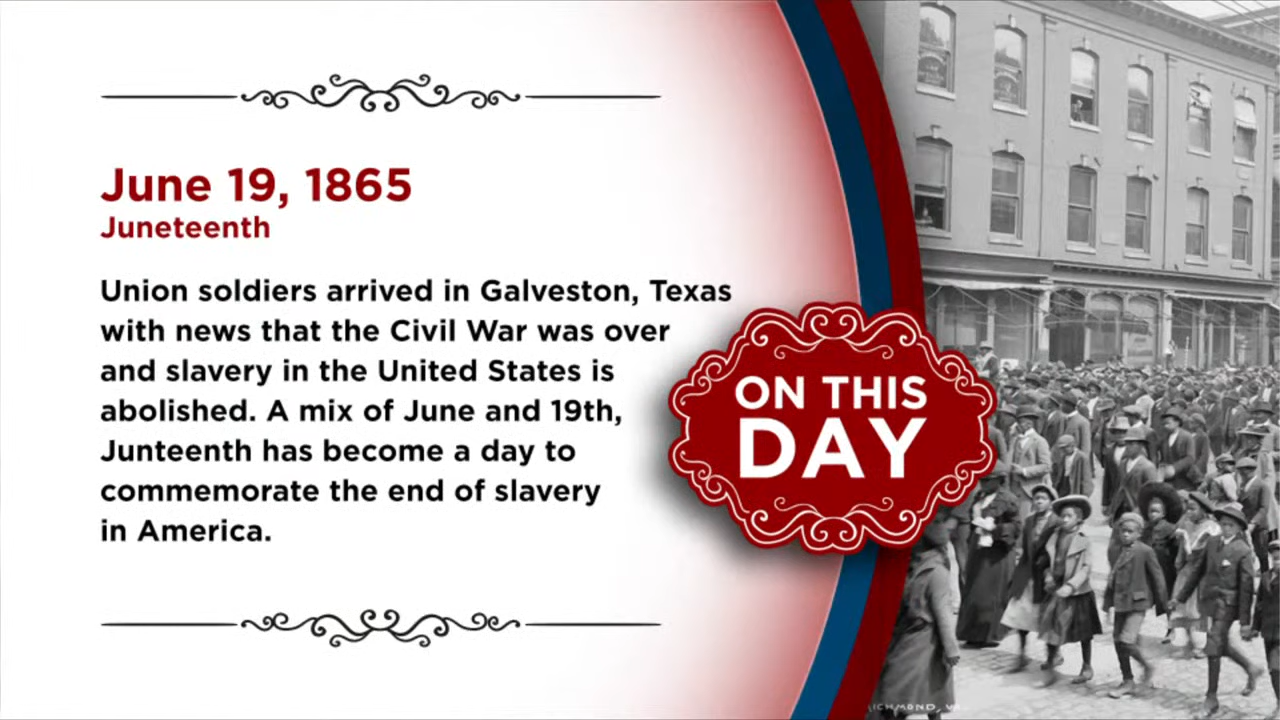 June 19, 1865
Juneteenth
Union soldiers arrived in Galveston, Texas
with news that the Civil War was over
and slavery in the United States is
abolished. A mix of June and 19th,
Junteenth has become a day to
commemorate the end of slavery
in America.
ON THIS
DAY
ICHMOND, VA